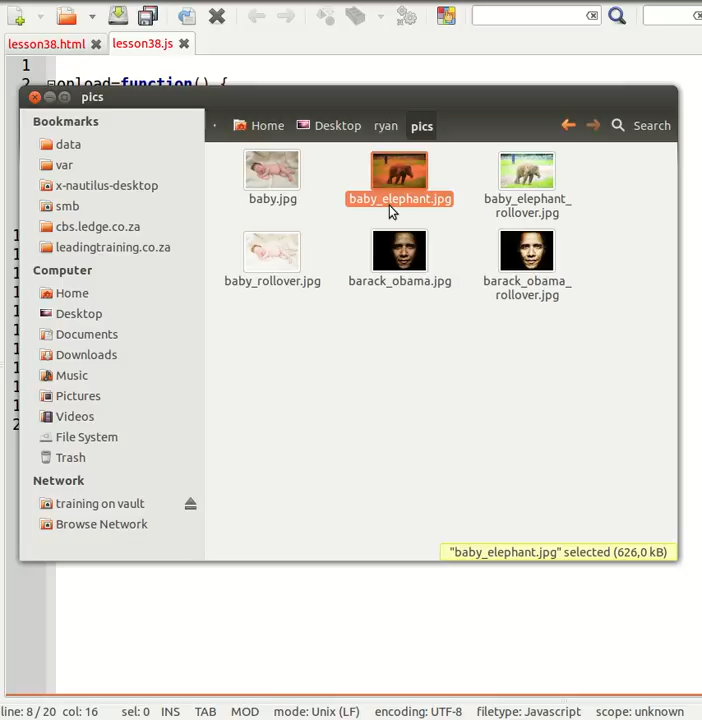 lesson38.html
lesson38.js
1
2
onload=function() {
pics
Bookmarks
data
var
x-nautilus-desktop
smb
cbs.ledge.co.za
leadingtraining.co.za
Computer
Home
Desktop
Documents
Downloads
Music
Pictures
Videos
File System
Trash
Network
training on vault
Browse Network
Home
Desktop
ryan
pics
Search
baby.jpg
baby_elephant.jpg
baby_elephant_
rollover.jpg
baby_rollover.jpg
barack_obama.jpg
barack_obama_
rollover.jpg
"baby_elephant.jpg" selected (626,0 kB)
line: 8 / 20 col: 16 sel: 0 INS TAB MOD mode: Unix (LF) encoding: UTF-8 filetype: Javascript scope: unknown